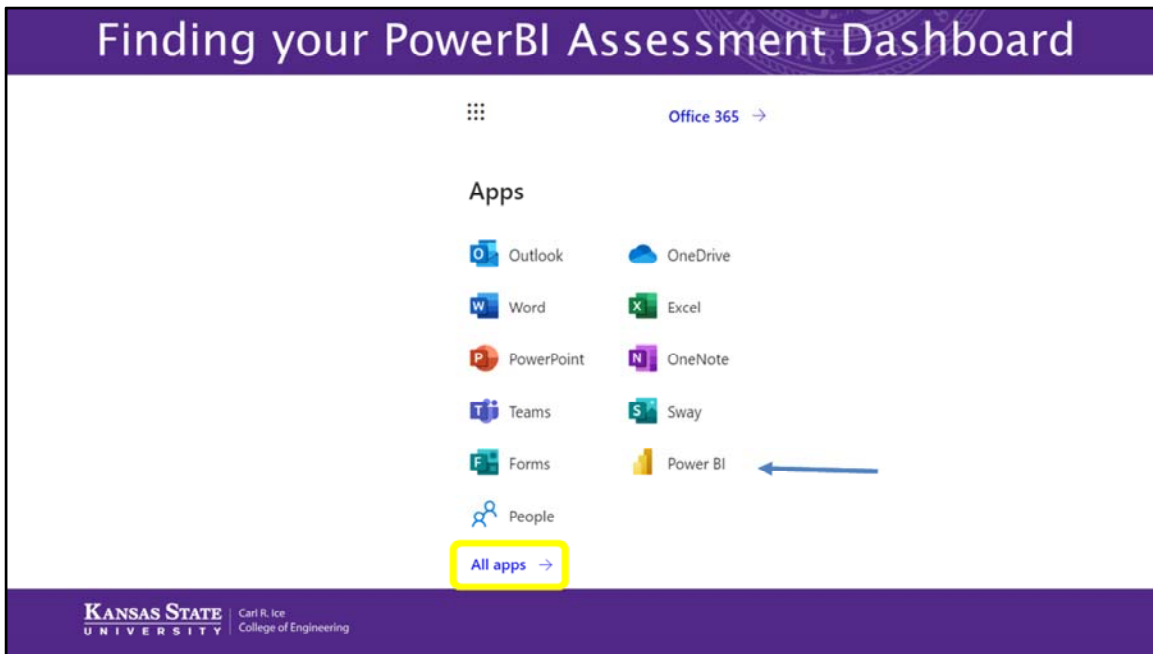 Finding your PowerBI Assessment Dashboard
Office 365 →
Apps
Outlook
OneDrive
Word
Excel
PowerPoint
OneNote
Teams
Sway
Forms
Power BI
People
All apps →
KANSAS STATE
UNIVERSITY
Carl R. Ice
College of Engineering